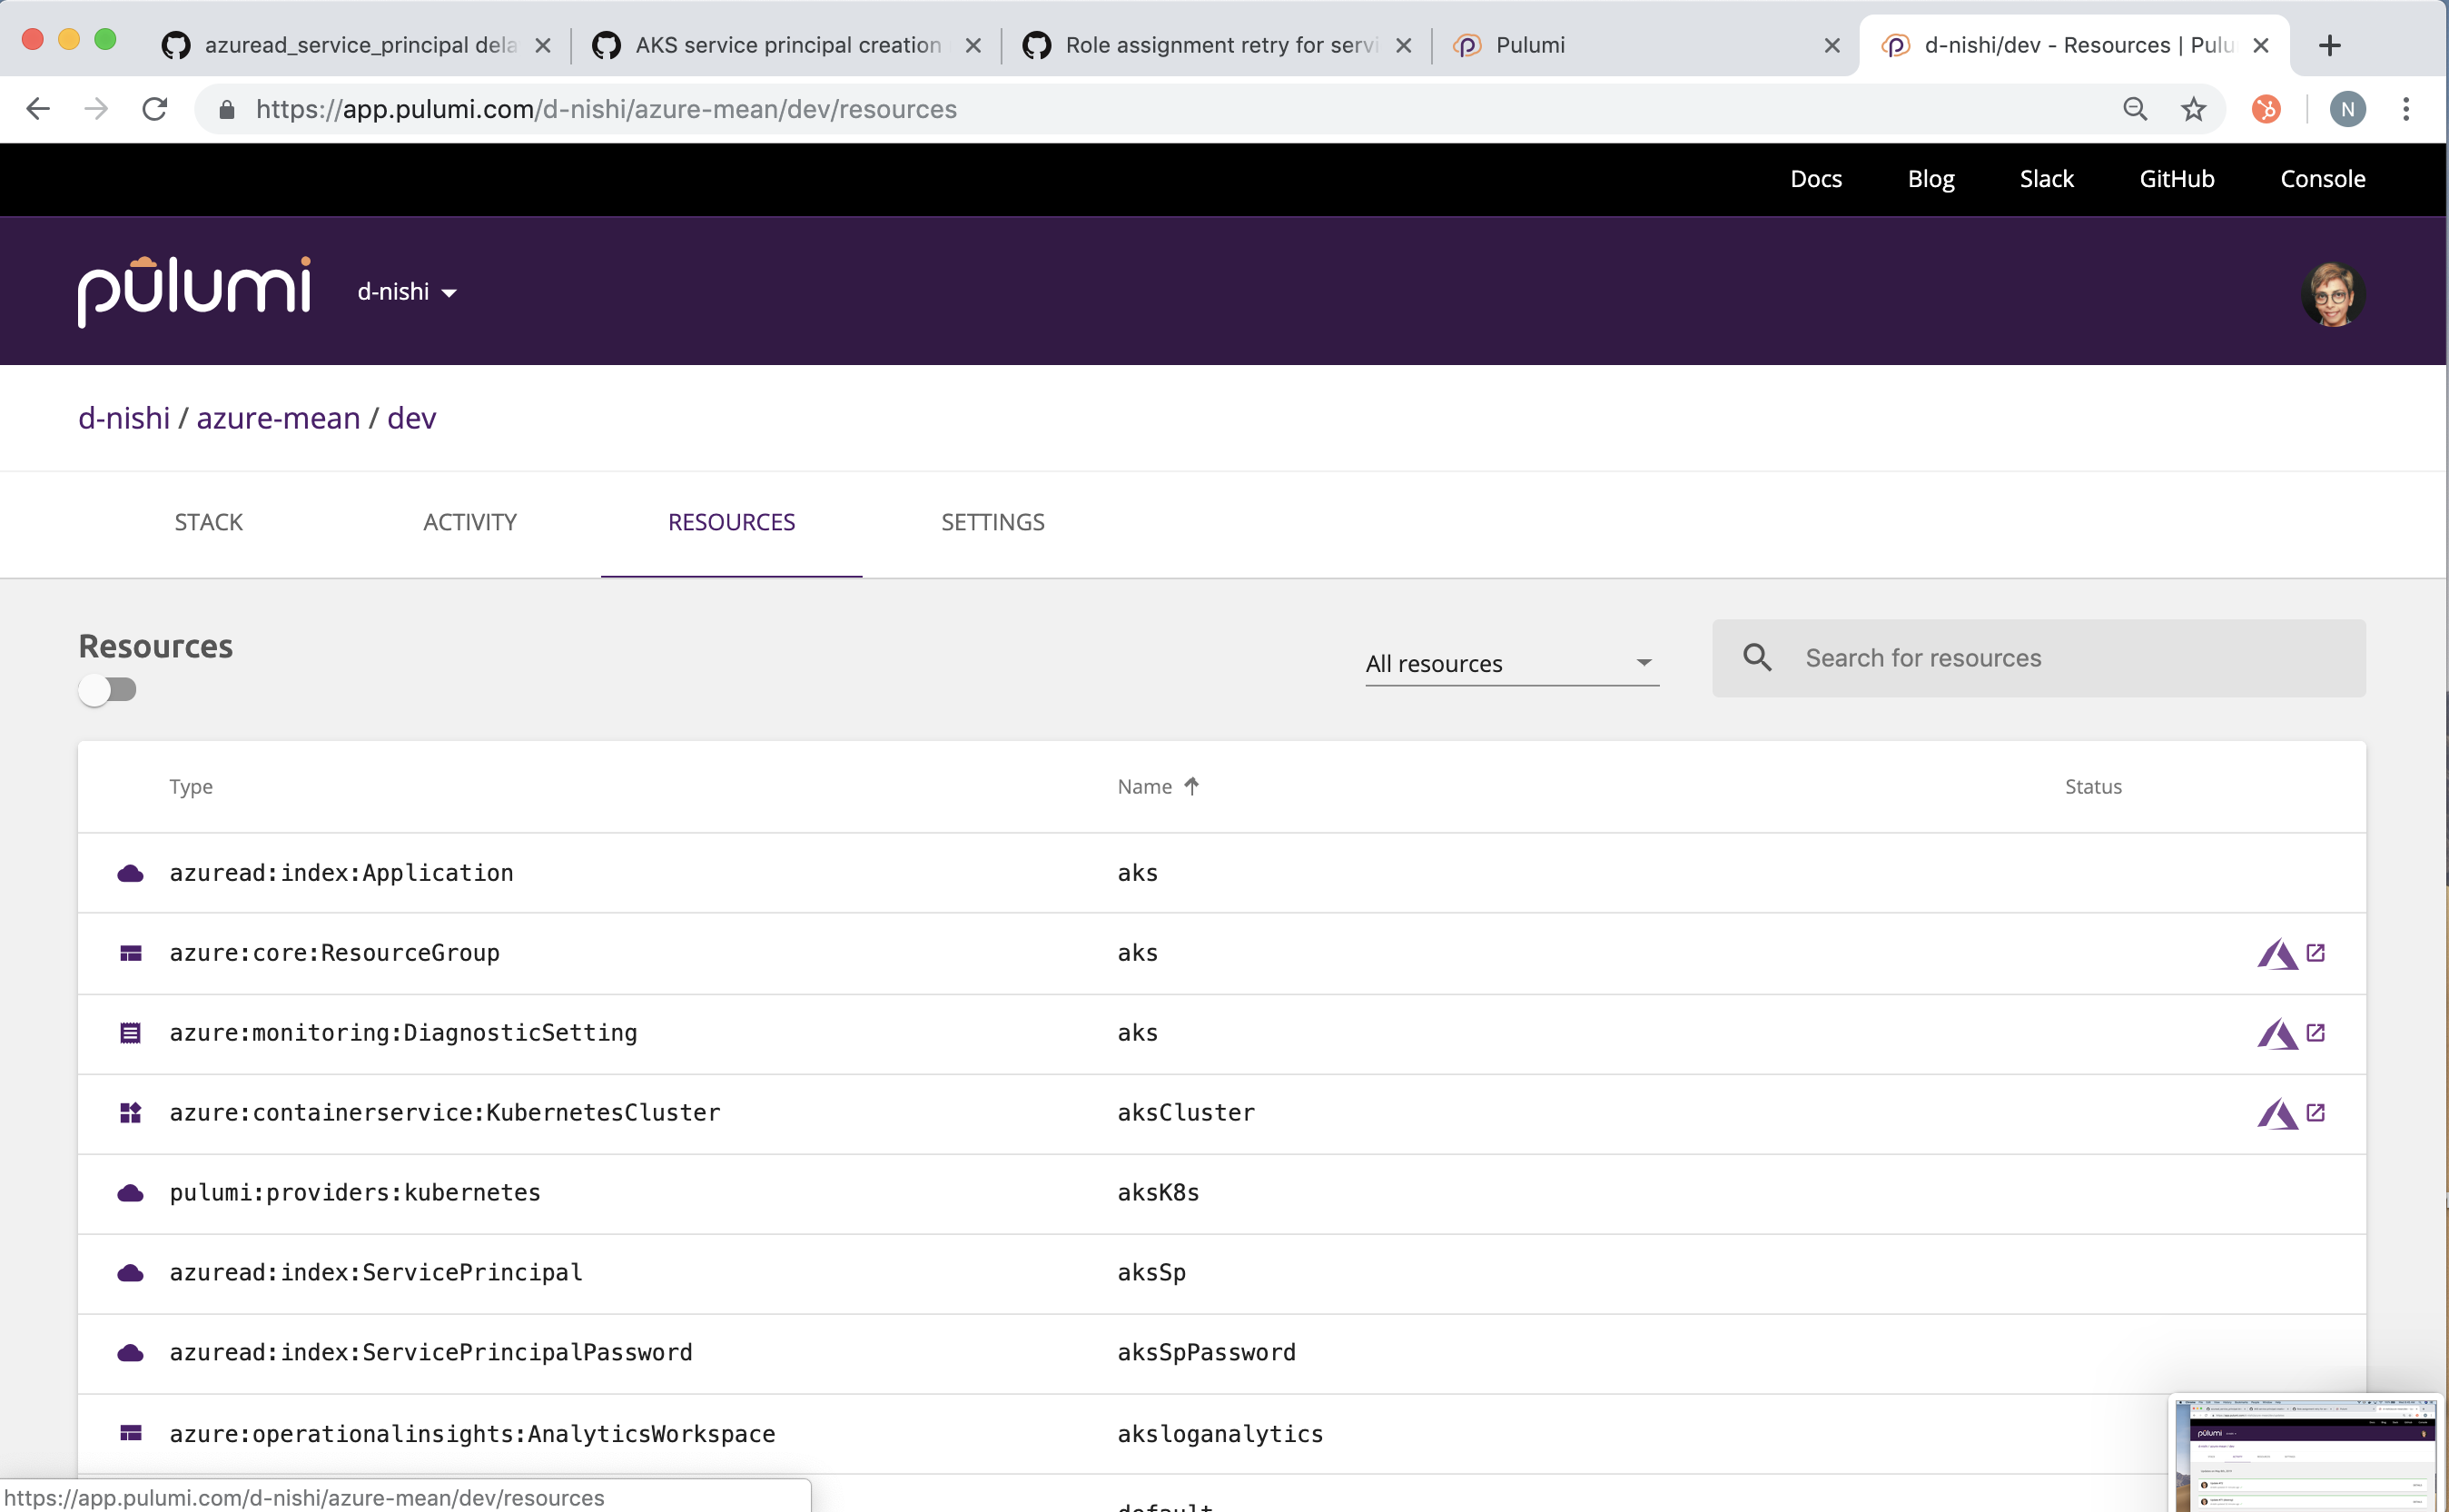 azuread_service_principal dela
AKS service principal creation
Role assignment retry for servi
Pulumi
d-nishi/dev - Resources | Pulu
https://app.pulumi.com/d-nishi/azure-mean/dev/resources
N
Docs Blog Slack GitHub Console
pulumi
d-nishi
d-nishi / azure-mean / dev
STACK ACTIVITY RESOURCES SETTINGS
Resources
All resources
Search for resources
Type Name Status
azuread:index:Application aks
azure:core:ResourceGroup aks
azure:monitoring:DiagnosticSetting aks
azure:containerservice:KubernetesCluster aksCluster
pulumi:providers:kubernetes aksK8s
azuread:index:ServicePrincipal aksSp
azuread:index:ServicePrincipalPassword aksSpPassword
azure:operationalinsights:AnalyticsWorkspace aksloganalytics
default
https://app.pulumi.com/d-nishi/azure-mean/dev/resources
pulumi